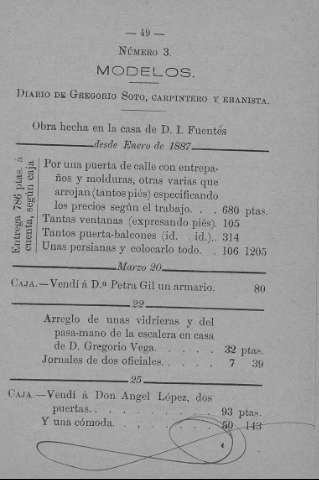 — 49 —
NÚMERO 3.
MODELOS.
DIARIO DE GREGORIO SOTO, CARPINTERO Y EBANISTA.
Obra hecha en la casa de D. I. Fuentes
desde Enero de 1887
Entrega 786 ptas. á
cuenta, según caja
Por una puerta de calle con entrepa-
ños y molduras, otras varias que
arrojan (tantos piés) especificando
los precios según el trabajo. . . 680 ptas.
Tantas ventanas (expresando piés). 105
Tantos puerta-balcones (id. id.).. 314
Unas persianas y colocarlo todo. . 106 1205
Marzo 20
CAJA.—Vendí á D.ª Petra Gil un armario. 80
22
Arreglo de unas vidrieras y del
pasa-mano de la escalera en casa
de D. Gregorio Vega. . . . . . 32 ptas.
Jornales de dos oficiales. . . . . 7 39
25
CAJA.—Vendí á Don Angel López, dos
puertas. . . . . . . . . . 93 ptas.
Y una cómoda. . . . . . . . 50 143